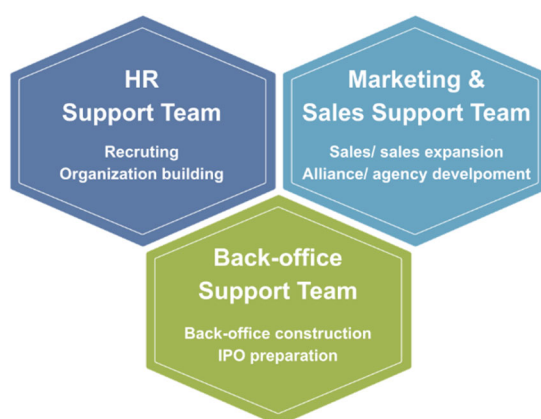 HR
Support Team
Recruting
Organization building
Marketing &
Sales Support Team
Sales/ sales expansion
Alliance/ agency develpoment
Back-office
Support Team
Back-office construction
IPO preparation